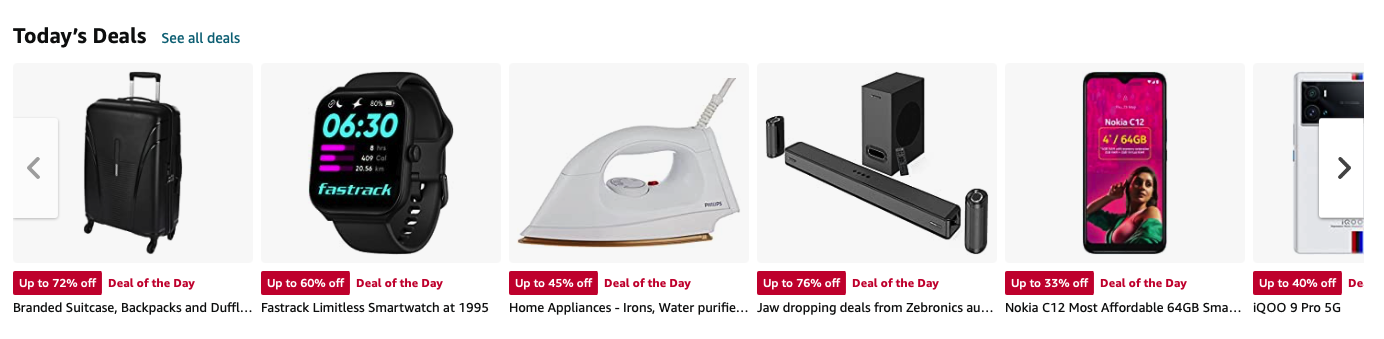 Today's Deals See all deals
06:30
80%
8 hrs
409 Cal
20.56 km
fastrack
PHILIPS
Nokia C12
4* / 64GB
Up to 72% off Deal of the Day
Branded Suitcase, Backpacks and Duffl...
Up to 60% off Deal of the Day
Fastrack Limitless Smartwatch at 1995
Up to 45% off Deal of the Day
Home Appliances - Irons, Water purifie...
Up to 76% off Deal of the Day
Jaw dropping deals from Zebronics au...
Up to 33% off Deal of the Day
Nokia C12 Most Affordable 64GB Sma...
Up to 40% off De
iQOO 9 Pro 5G